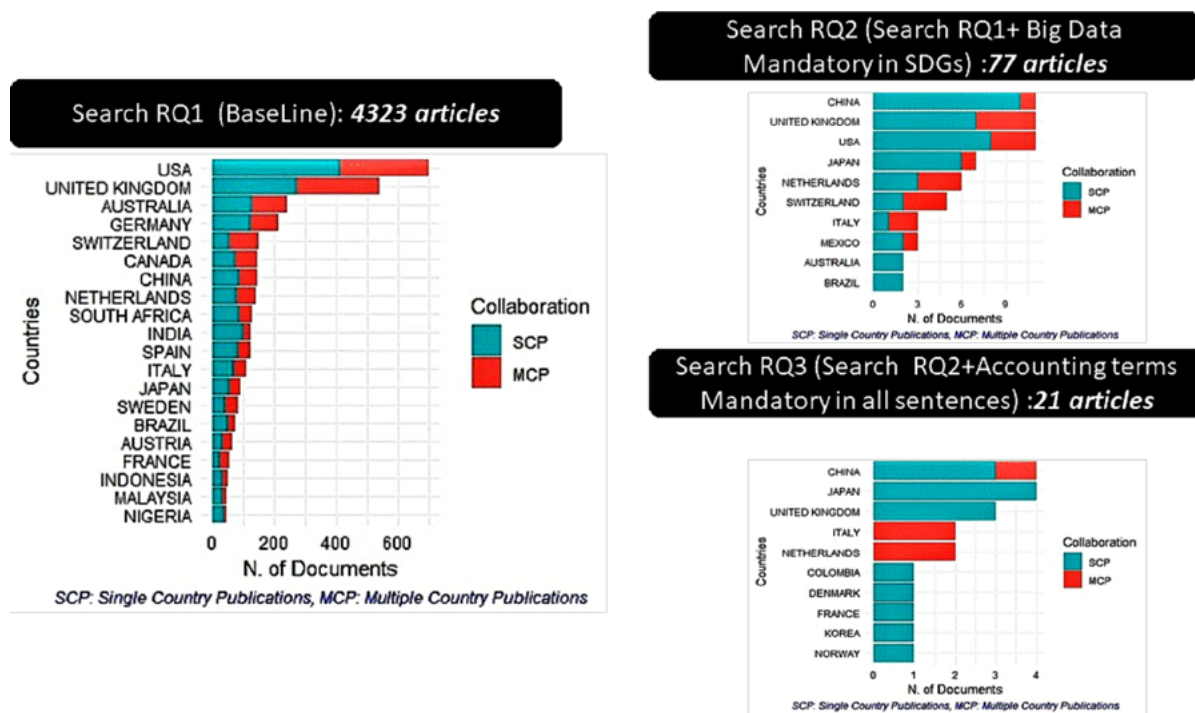 Search RQ1 (BaseLine): 4323 articles
USA
UNITED KINGDOM
AUSTRALIA
GERMANY
SWITZERLAND
CANADA
CHINA
NETHERLANDS
SOUTH AFRICA
INDIA
SPAIN
ITALY
JAPAN
SWEDEN
BRAZIL
AUSTRIA
FRANCE
INDONESIA
MALAYSIA
NIGERIA
Countries
0 200 400 600
N. of Documents
Collaboration
SCP
MCP
SCP: Single Country Publications, MCP: Multiple Country Publications
Search RQ2 (Search RQ1+ Big Data
Mandatory in SDGs) :77 articles
CHINA
UNITED KINGDOM
USA
JAPAN
NETHERLANDS
SWITZERLAND
ITALY
MEXICO
AUSTRALIA
BRAZIL
Countries
0 3 6 9
N. of Documents
Collaboration
SCP
MCP
SCP: Single Country Publications, MCP: Multiple Country Publications
Search RQ3 (Search RQ2+Accounting terms
Mandatory in all sentences) :21 articles
CHINA
JAPAN
UNITED KINGDOM
ITALY
NETHERLANDS
COLOMBIA
DENMARK
FRANCE
KOREA
NORWAY
Countries
0 1 2 3 4
N. of Documents
Collaboration
SCP
MCP
SCP: Single Country Publications, MCP: Multiple Country Publications